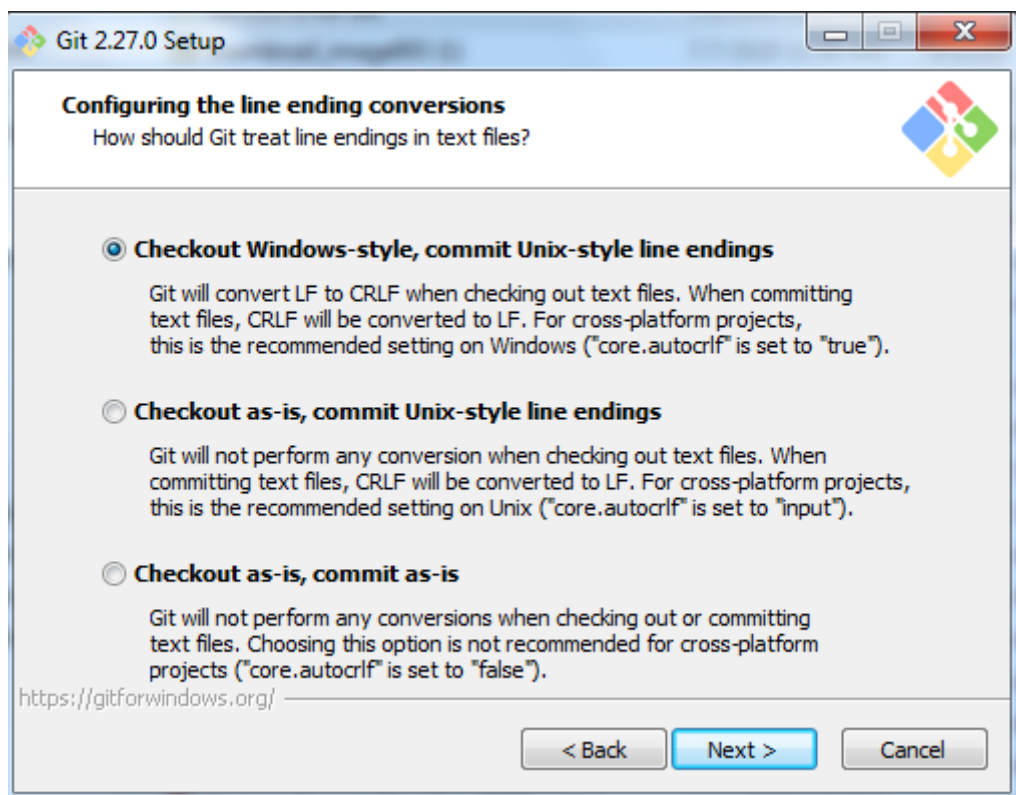 Git 2.27.0 Setup
Configuring the line ending conversions
How should Git treat line endings in text files?
Checkout Windows-style, commit Unix-style line endings
Git will convert LF to CRLF when checking out text files. When committing
text files, CRLF will be converted to LF. For cross-platform projects,
this is the recommended setting on Windows ("core.autocrlf" is set to "true").
Checkout as-is, commit Unix-style line endings
Git will not perform any conversion when checking out text files. When
committing text files, CRLF will be converted to LF. For cross-platform projects,
this is the recommended setting on Unix ("core.autocrlf" is set to "input").
Checkout as-is, commit as-is
Git will not perform any conversions when checking out or committing
text files. Choosing this option is not recommended for cross-platform
projects ("core.autocrlf" is set to "false").
https://gitforwindows.org/
< Back
Next >
Cancel